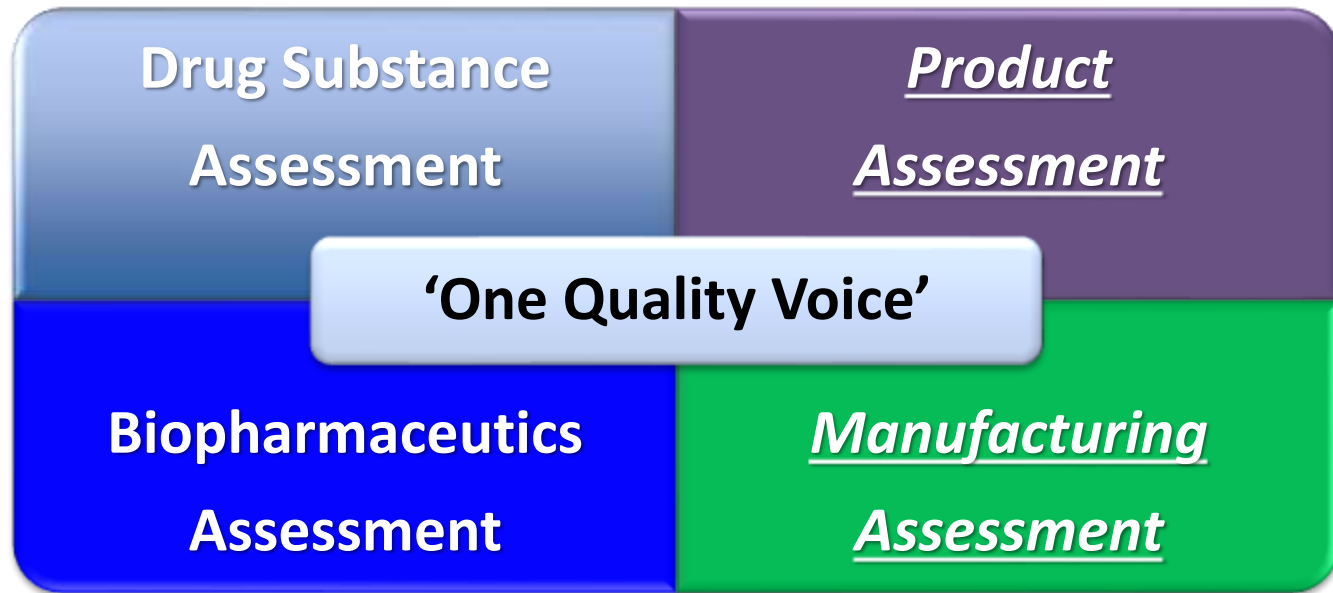 Drug Substance
Assessment
Product
Assessment
‘One Quality Voice’
Biopharmaceutics
Assessment
Manufacturing
Assessment